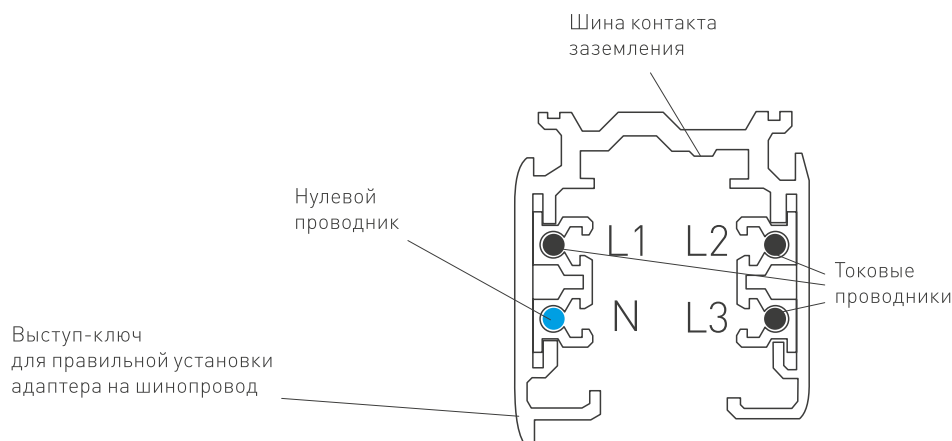 Шина контакта
заземления
Нулевой
проводник
L1 L2
Токовые
проводники
N L3
Выступ-ключ
для правильной установки
адаптера на шинопровод